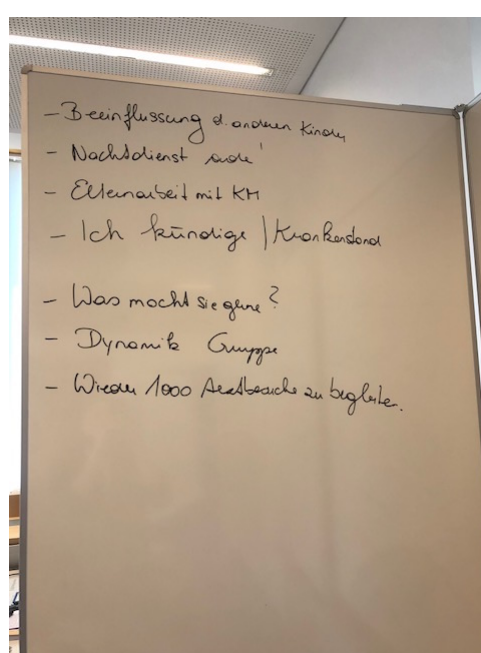 - Beeinflussung d. anderen Kinder
- Nachtdienst
- Elternarbeit mit KM
- Ich kündige / Krankenstand
- Was macht sie gerne?
- Dynamik Gruppe
- Wieder 1000 Arztbesuche zu begleiten.